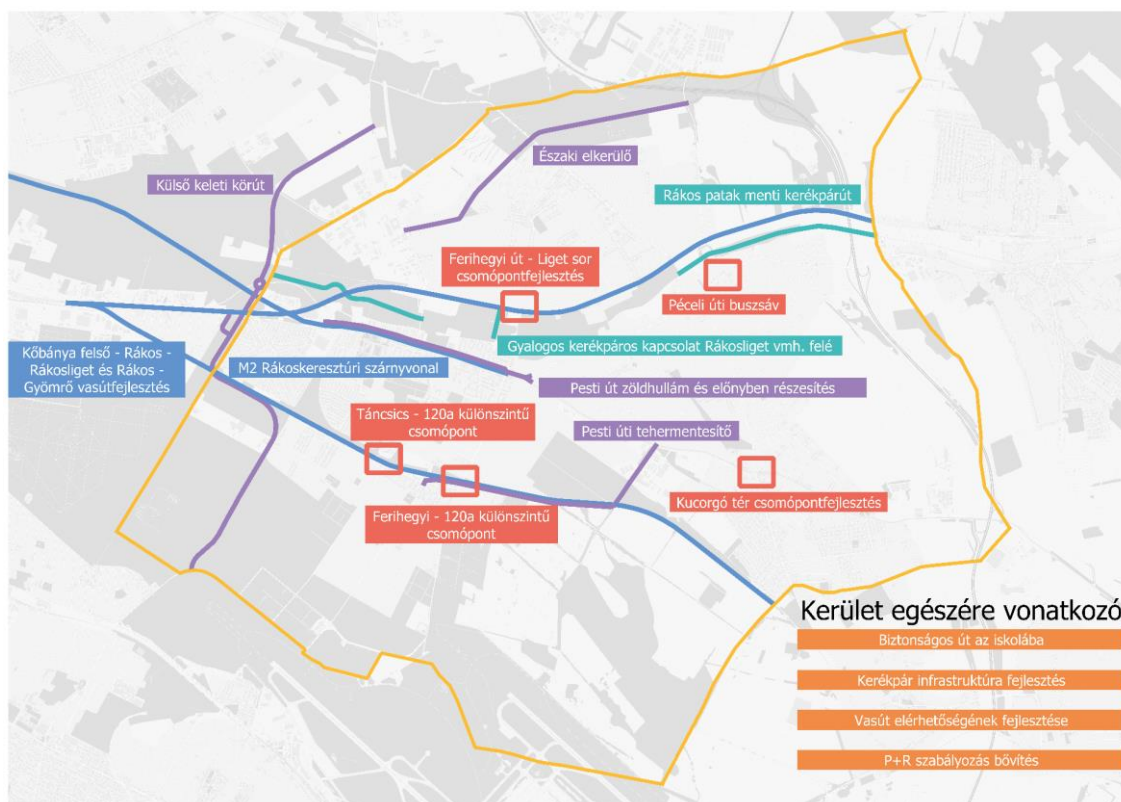 Északi elkerülő
Külső keleti körút
Rákos patak menti kerékpárút
Ferihegyi út - Liget sor
csomópontfejlesztés
Péceli úti buszsáv
Gyalogos kerékpáros kapcsolat Rákosliget vmh. felé
Kőbánya felső - Rákos -
Rákosliget és Rákos -
Gyömrő vasútfejlesztés
M2 Rákoskeresztúri szárnyvonal
Pesti út zöldhullám és előnyben részesítés
Táncsics - 120a különszintű
csomópont
Pesti úti tehermentesítő
Kucorgó tér csomópontfejlesztés
Ferihegyi - 120a különszintű
csomópont
Kerület egészére vonatkozó
Biztonságos út az iskolába
Kerékpár infrastruktúra fejlesztés
Vasút elérhetőségének fejlesztése
P+R szabályozás bővítés